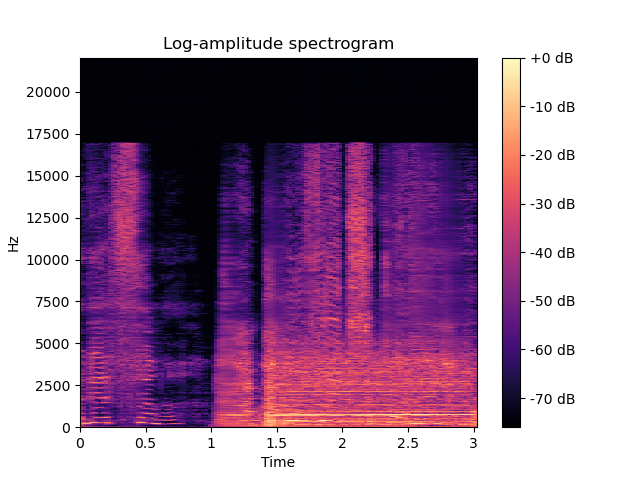 Log-amplitude spectrogram
Hz
20000
17500
15000
12500
10000
7500
5000
2500
0
0 0.5 1 1.5 2 2.5 3
Time
+0 dB
-10 dB
-20 dB
-30 dB
-40 dB
-50 dB
-60 dB
-70 dB